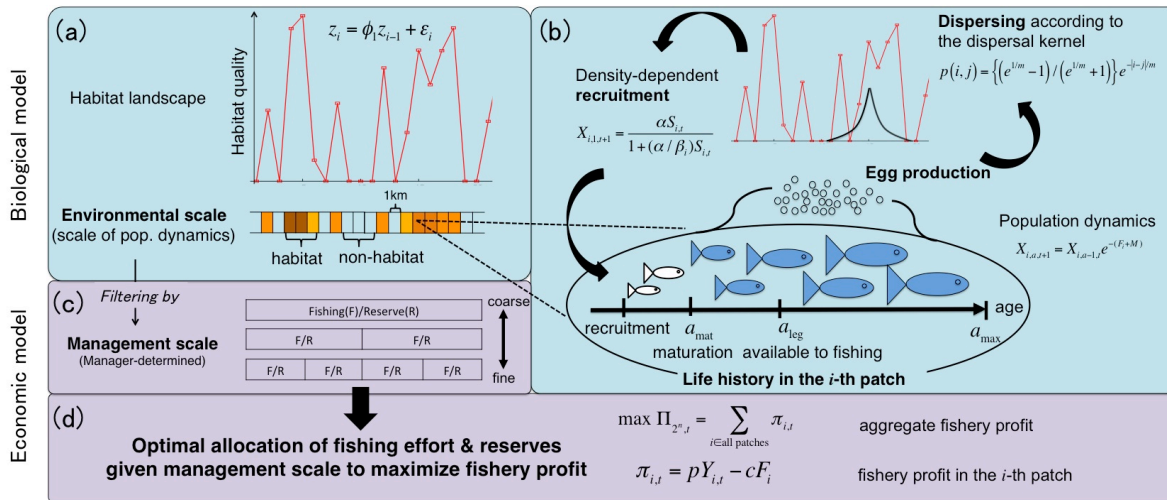 Biological model
Economic model
(a)
Habitat landscape
Habitat quality
z_i = ϕ_1 z_{i-1} + ε_i
1km
Environmental scale
(scale of pop. dynamics)
habitat
non-habitat
(b)
Density-dependent
recruitment
X_{i,1,t+1} = αS_{i,t} / (1 + (α / β_i)S_{i,t})
Dispersing according to
the dispersal kernel
p(i, j) = {(e^{1/m} − 1) / (e^{1/m} + 1)} e^{−|i−j|/m}
Egg production
Population dynamics
X_{i,a,t+1} = X_{i,a−1,t} e^{−(F_i+M)}
age
recruitment
a_mat
a_leg
a_max
maturation
available to fishing
Life history in the i-th patch
(c)
Filtering by
Management scale
(Manager-determined)
Fishing(F)/Reserve(R)
F/R
F/R
F/R
F/R
F/R
F/R
coarse
fine
(d)
Optimal allocation of fishing effort & reserves
given management scale to maximize fishery profit
max Π_{2^n,t} = ∑_{i∈all patches} π_{i,t}
aggregate fishery profit
π_{i,t} = pY_{i,t} − cF_i
fishery profit in the i-th patch